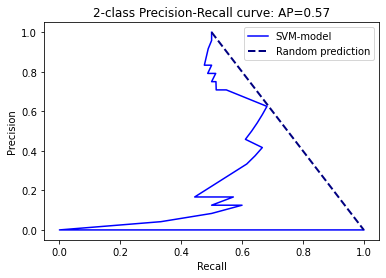 2-class Precision-Recall curve: AP=0.57
SVM-model
Random prediction
Precision
1.0
0.8
0.6
0.4
0.2
0.0
0.0 0.2 0.4 0.6 0.8 1.0
Recall